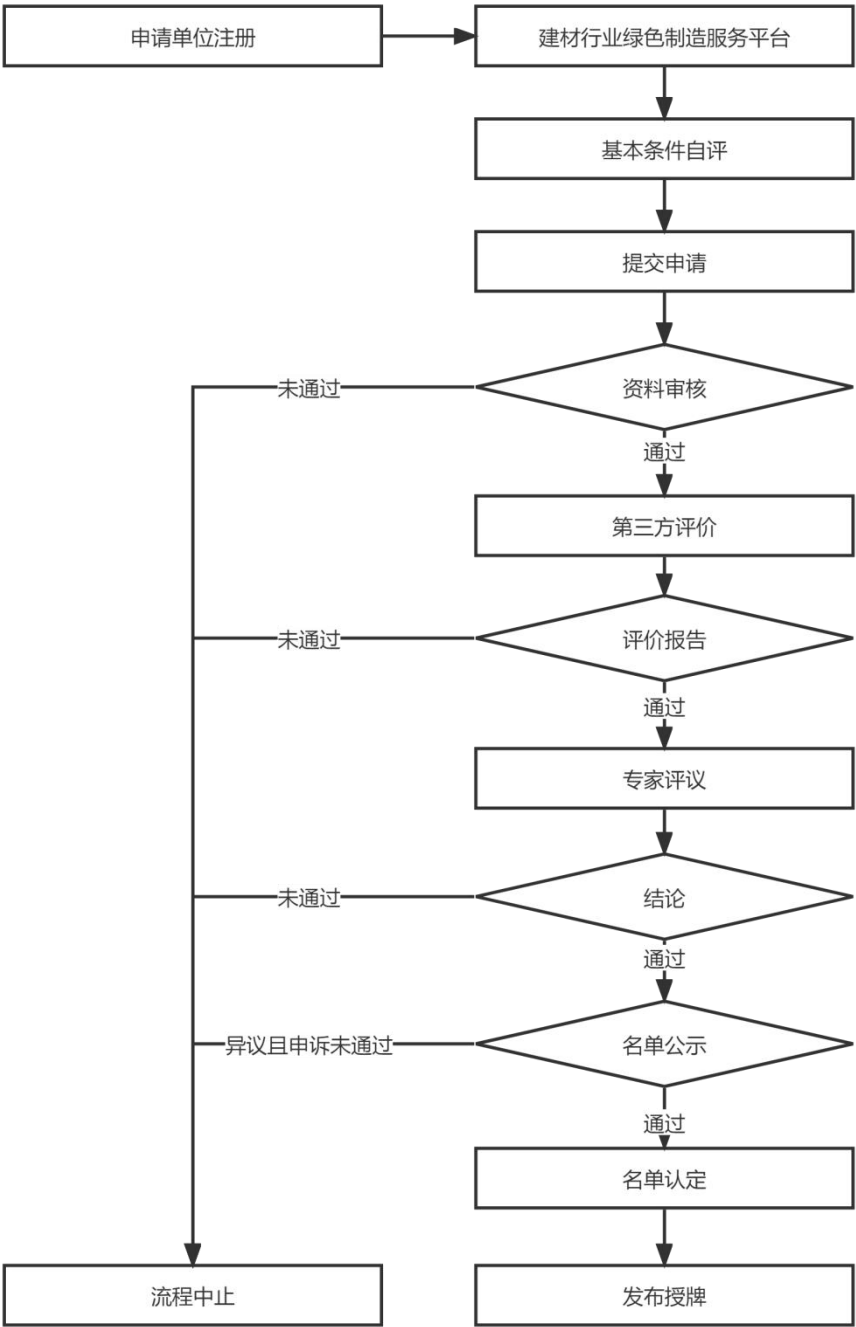 申请单位注册
建材行业绿色制造服务平台
基本条件自评
提交申请
未通过
资料审核
通过
第三方评价
未通过
评价报告
通过
专家评议
未通过
结论
通过
异议且申诉未通过
名单公示
通过
名单认定
流程中止
发布授牌